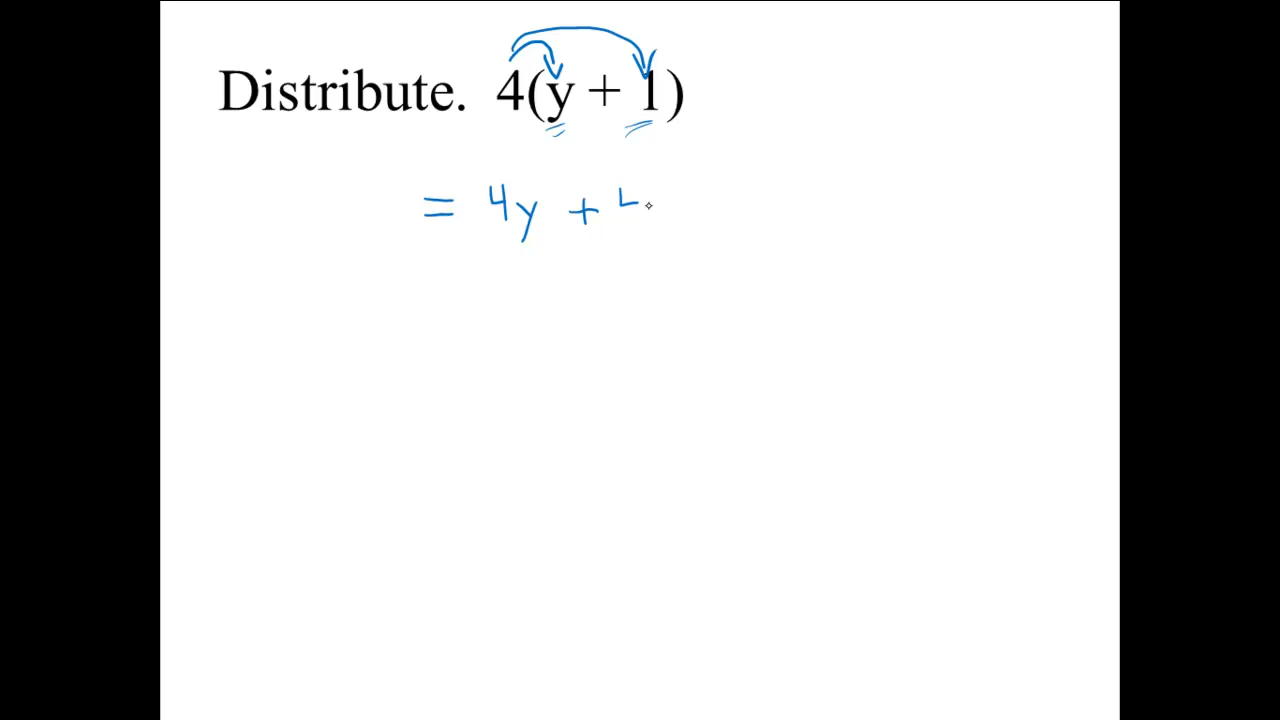 Distribute. 4(y + 1)
= 4y +